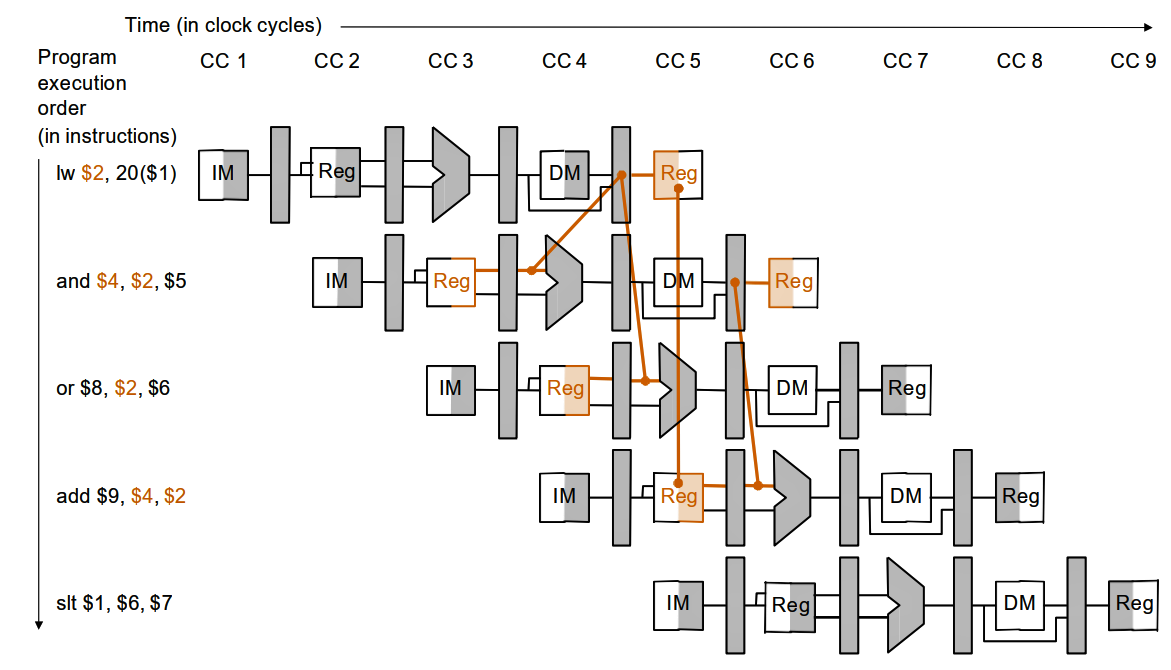 Time (in clock cycles)
Program
execution
order
(in instructions)
CC 1 CC 2 CC 3 CC 4 CC 5 CC 6 CC 7 CC 8 CC 9
lw $2, 20($1) IM Reg DM Reg
and $4, $2, $5 IM Reg DM Reg
or $8, $2, $6 IM Reg DM Reg
add $9, $4, $2 IM Reg DM Reg
slt $1, $6, $7 IM Reg DM Reg